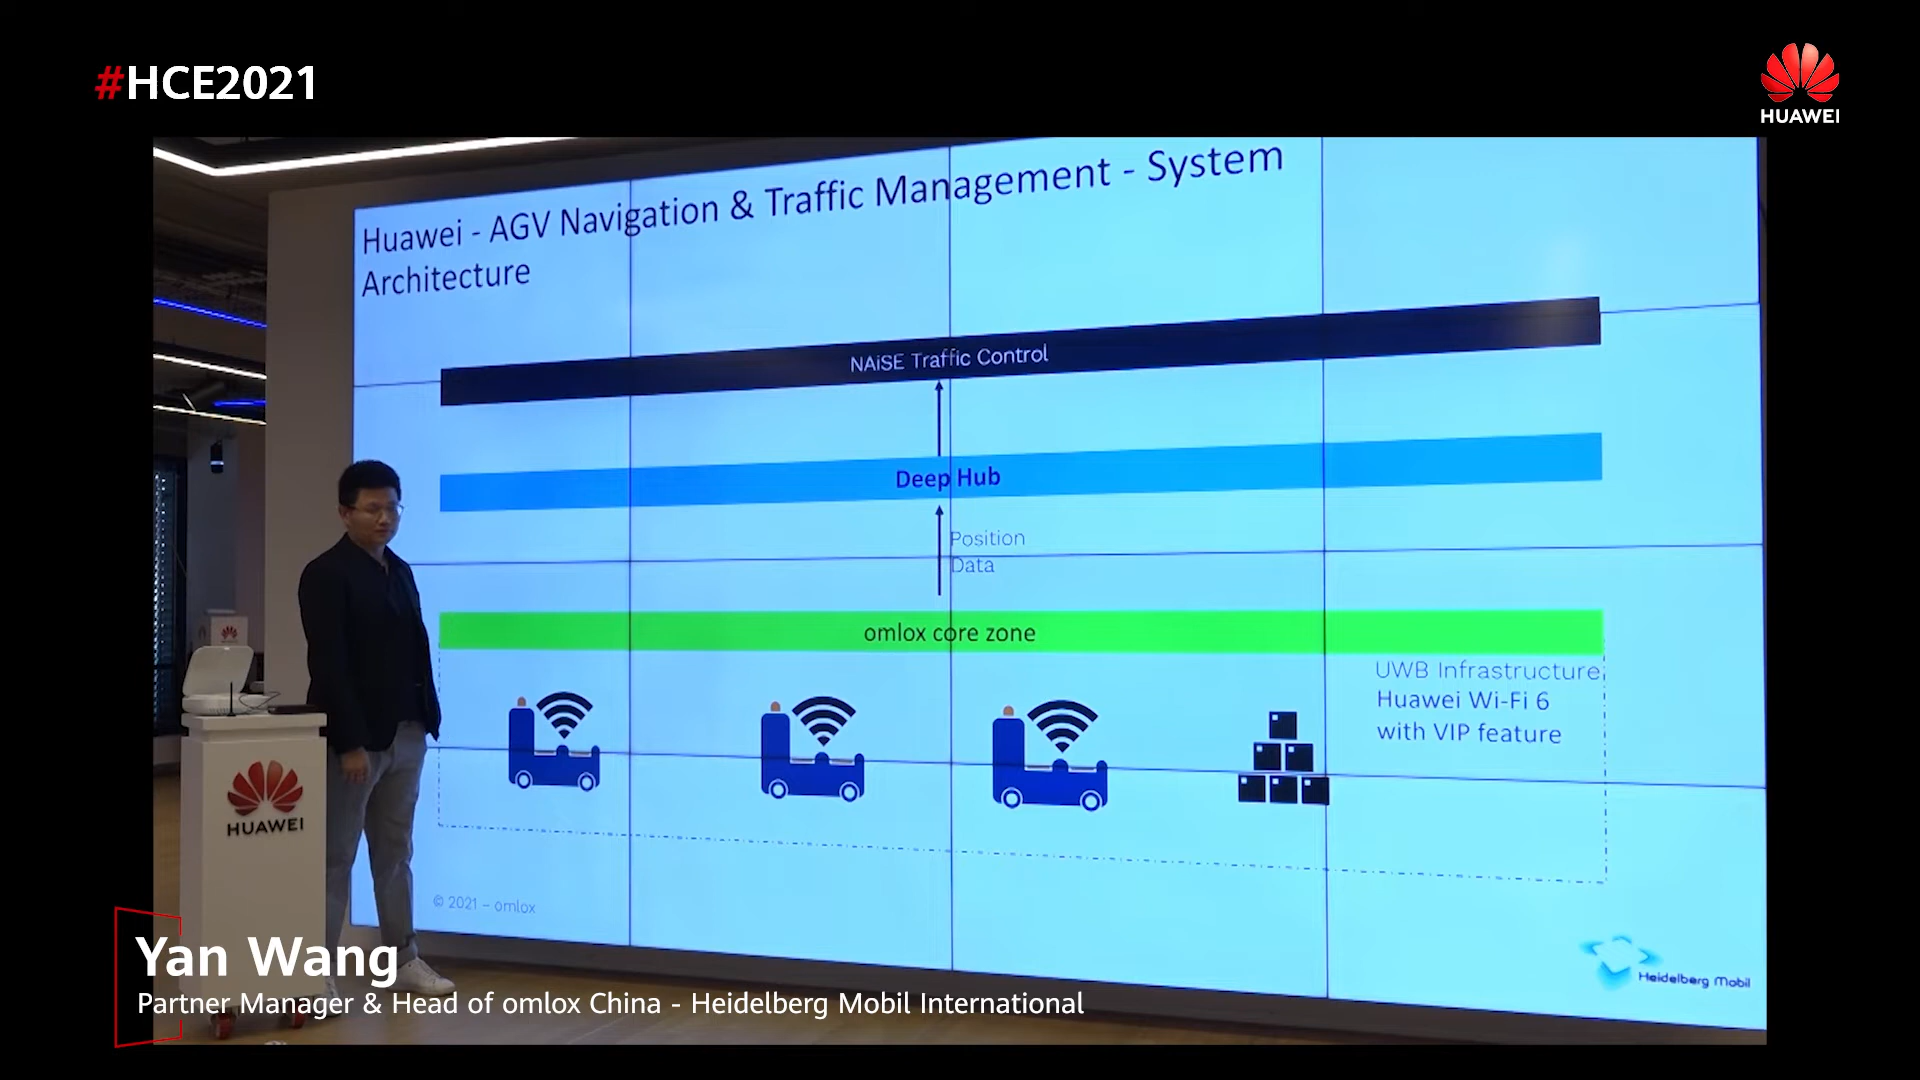 #HCE2021
HUAWEI
Huawei - AGV Navigation & Traffic Management - System
Architecture
NAiSE Traffic Control
Deep Hub
Position
Data
omlox core zone
UWB Infrastructure
Huawei Wi-Fi 6
with VIP feature
HUAWEI
© 2021 – omlox
Heidelberg Mobil
Yan Wang
Partner Manager & Head of omlox China - Heidelberg Mobil International